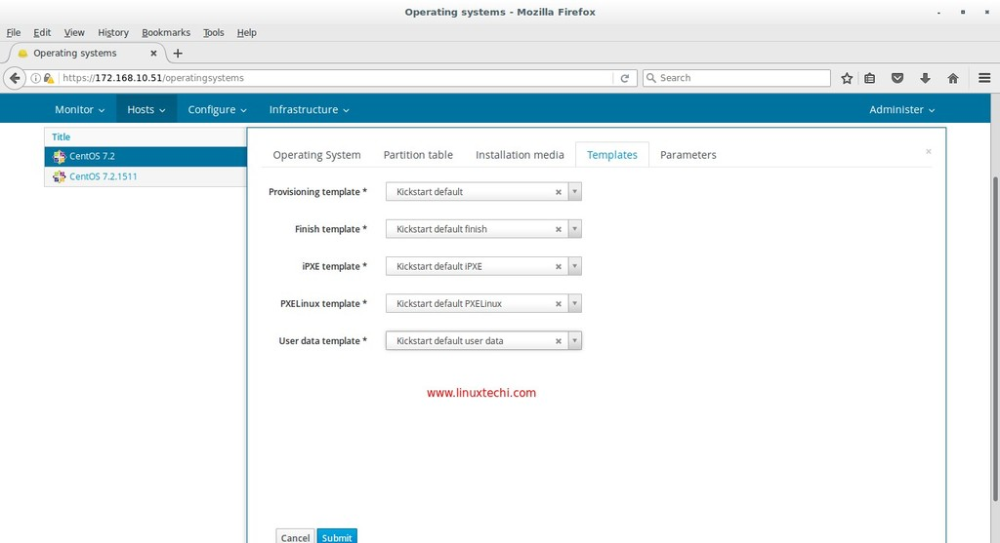 Operating systems - Mozilla Firefox
File Edit View History Bookmarks Tools Help
Operating systems
https://172.168.10.51/operatingsystems
Search
Monitor Hosts Configure Infrastructure Administer
Title
CentOS 7.2
CentOS 7.2.1511
Operating System Partition table Installation media Templates Parameters
Provisioning template * Kickstart default
Finish template * Kickstart default finish
iPXE template * Kickstart default iPXE
PXELinux template * Kickstart default PXELinux
User data template * Kickstart default user data
www.linuxtechi.com
Cancel Submit